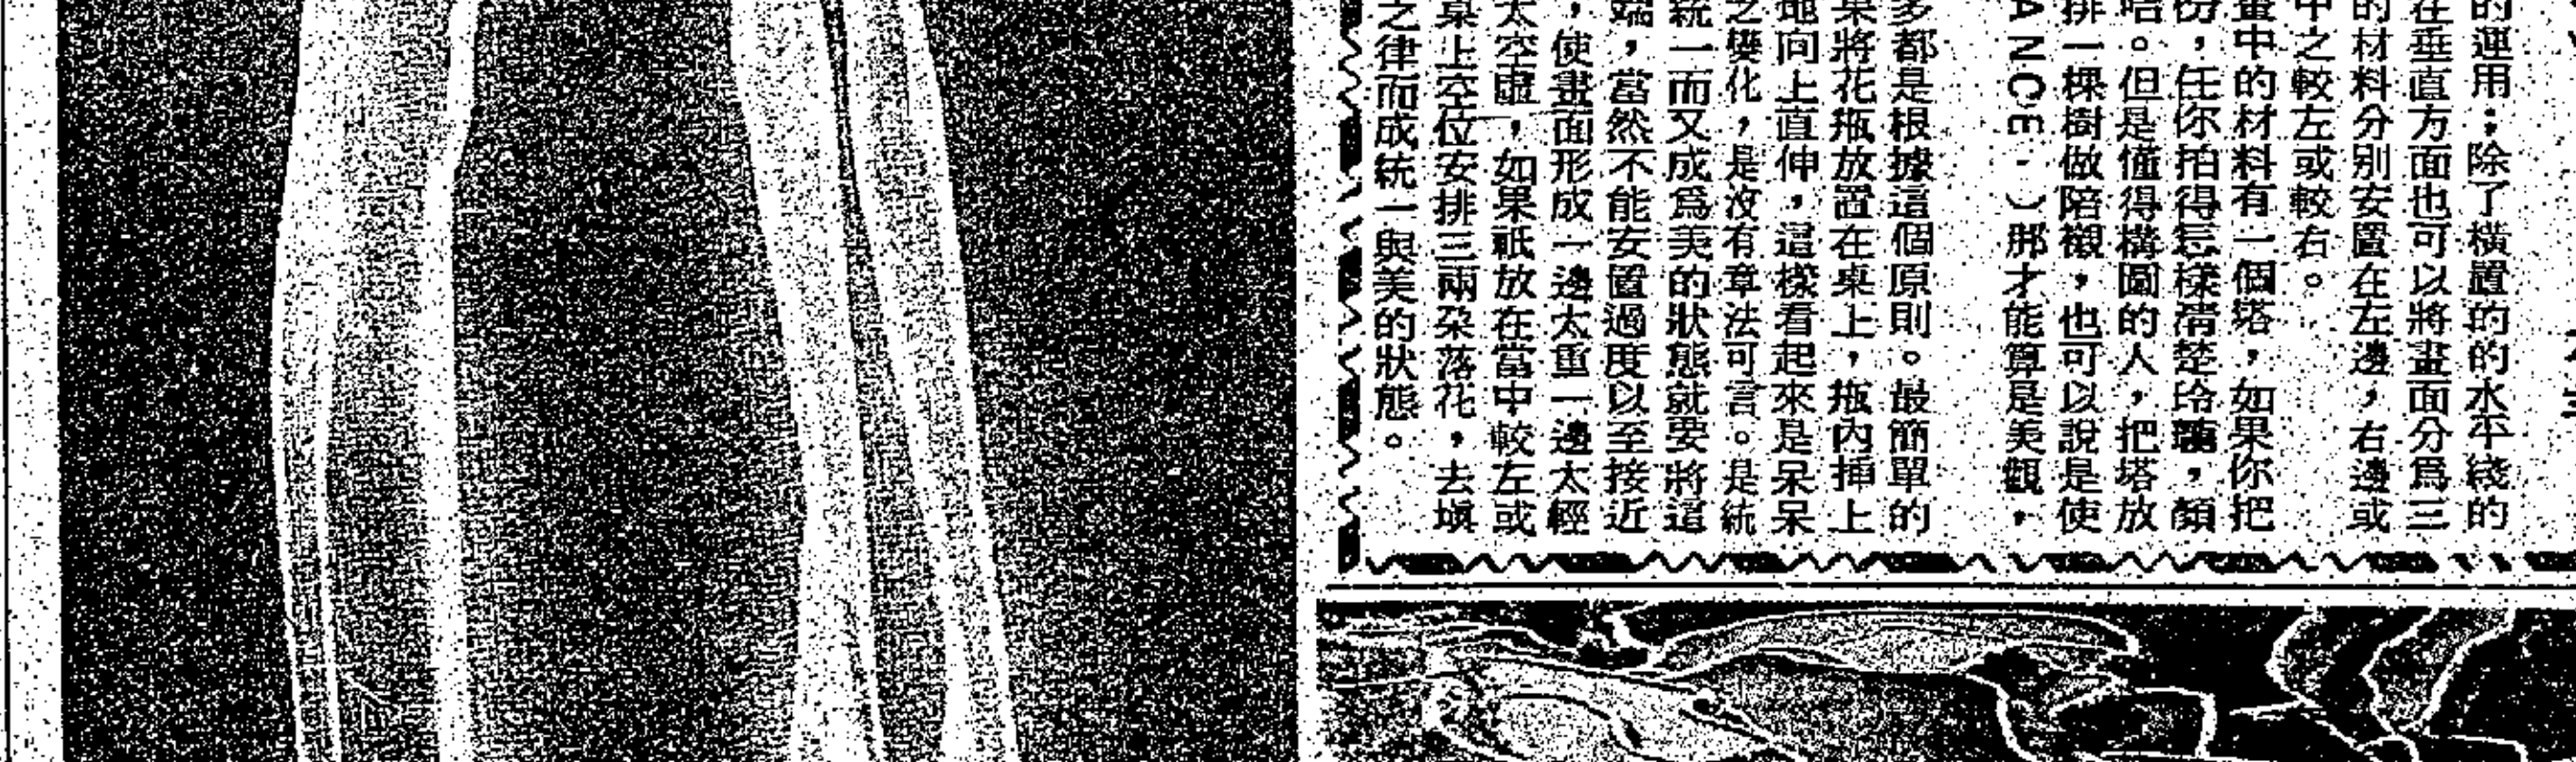 的運用；除了橫置的的水平綫的
在垂直方面也可以將畫面分爲三
的材料分别安置在左邊，右邊或
中之較左或較右。
畫中的材料有一個塔，如果你把
份，任你拍得怎樣清楚玲瓏，顏
唔。但是懂得構圖的人，把塔放
排一棵樹做陪襯，也可以說是使
ANCE.）那才能算是美觀，
多都是根據這個原則。最簡單的
果將花瓶放置在桌上，瓶內揷上
地向上直伸，這樣看起來是呆呆
之變化，是沒有章法可言。是統
統一而又成爲美的狀態就要將這
端，當然不能安置過度以至接近
，使畫面形成一邊太重一邊太輕
太空虛，如果祇放在當中較左或
桌上空位安排三兩朶落花，去塡
之律而成統一與美的狀態。